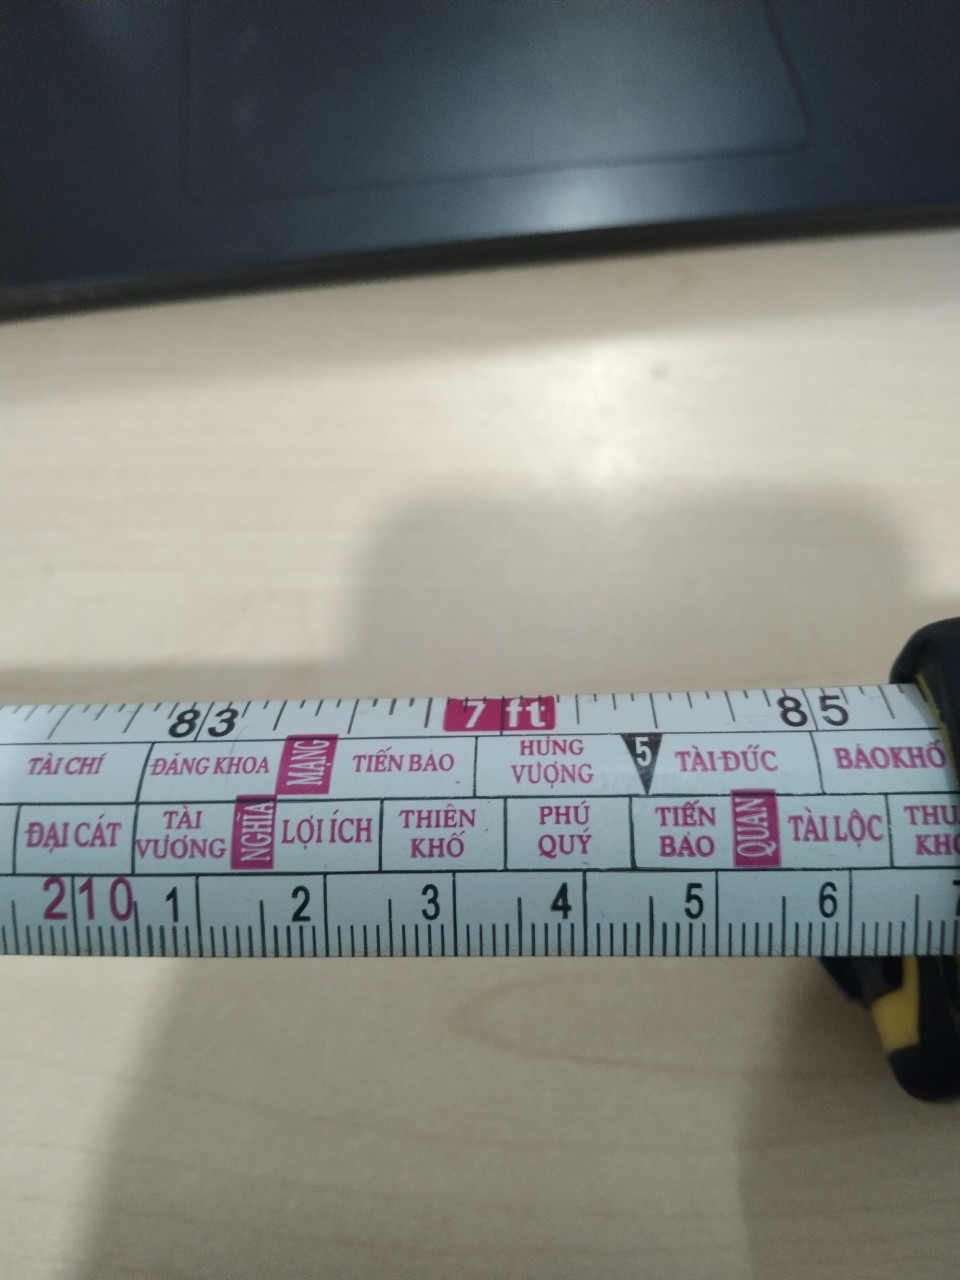 83 7 ft 85
TÀI CHÍ ĐĂNG KHOA MẠNG TIẾN BẢO HƯNG VƯỢNG 5 TÀI ĐỨC BẢO KHỐ
ĐẠI CÁT TÀI VƯƠNG NGHĨA LỢI ÍCH THIÊN KHỐ PHÚ QUÝ TIẾN BẢO QUAN TÀI LỘC
210 1 2 3 4 5 6